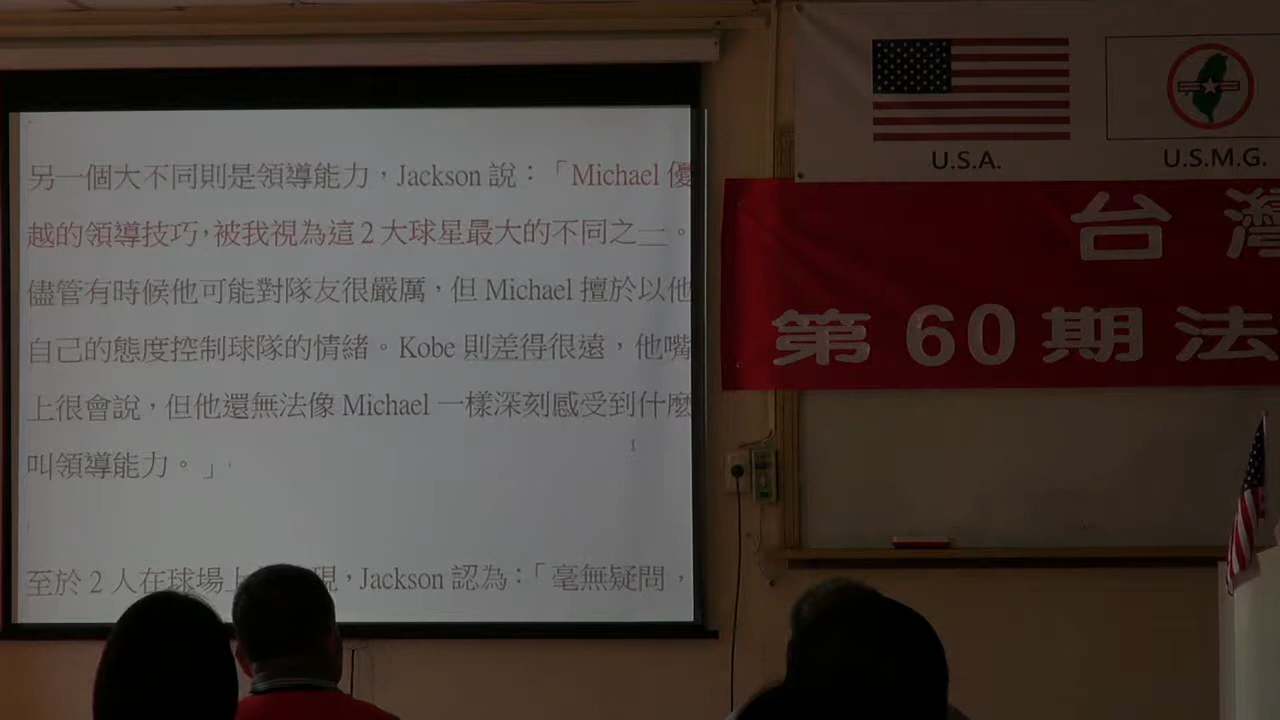 另一個大不同則是領導能力，Jackson 說：「Michael 優
越的領導技巧，被我視為這 2 大球星最大的不同之一。
儘管有時候他可能對隊友很嚴厲，但 Michael 擅於以他
自己的態度控制球隊的情緒。Kobe 則差得很遠，他嘴
上很會說，但他還無法像 Michael 一樣深刻感受到什麼
叫領導能力。」
至於 2 人在球場上 現，Jackson 認為：「毫無疑問，
U.S.A.
U.S.M.G.
台灣
第 60 期 法